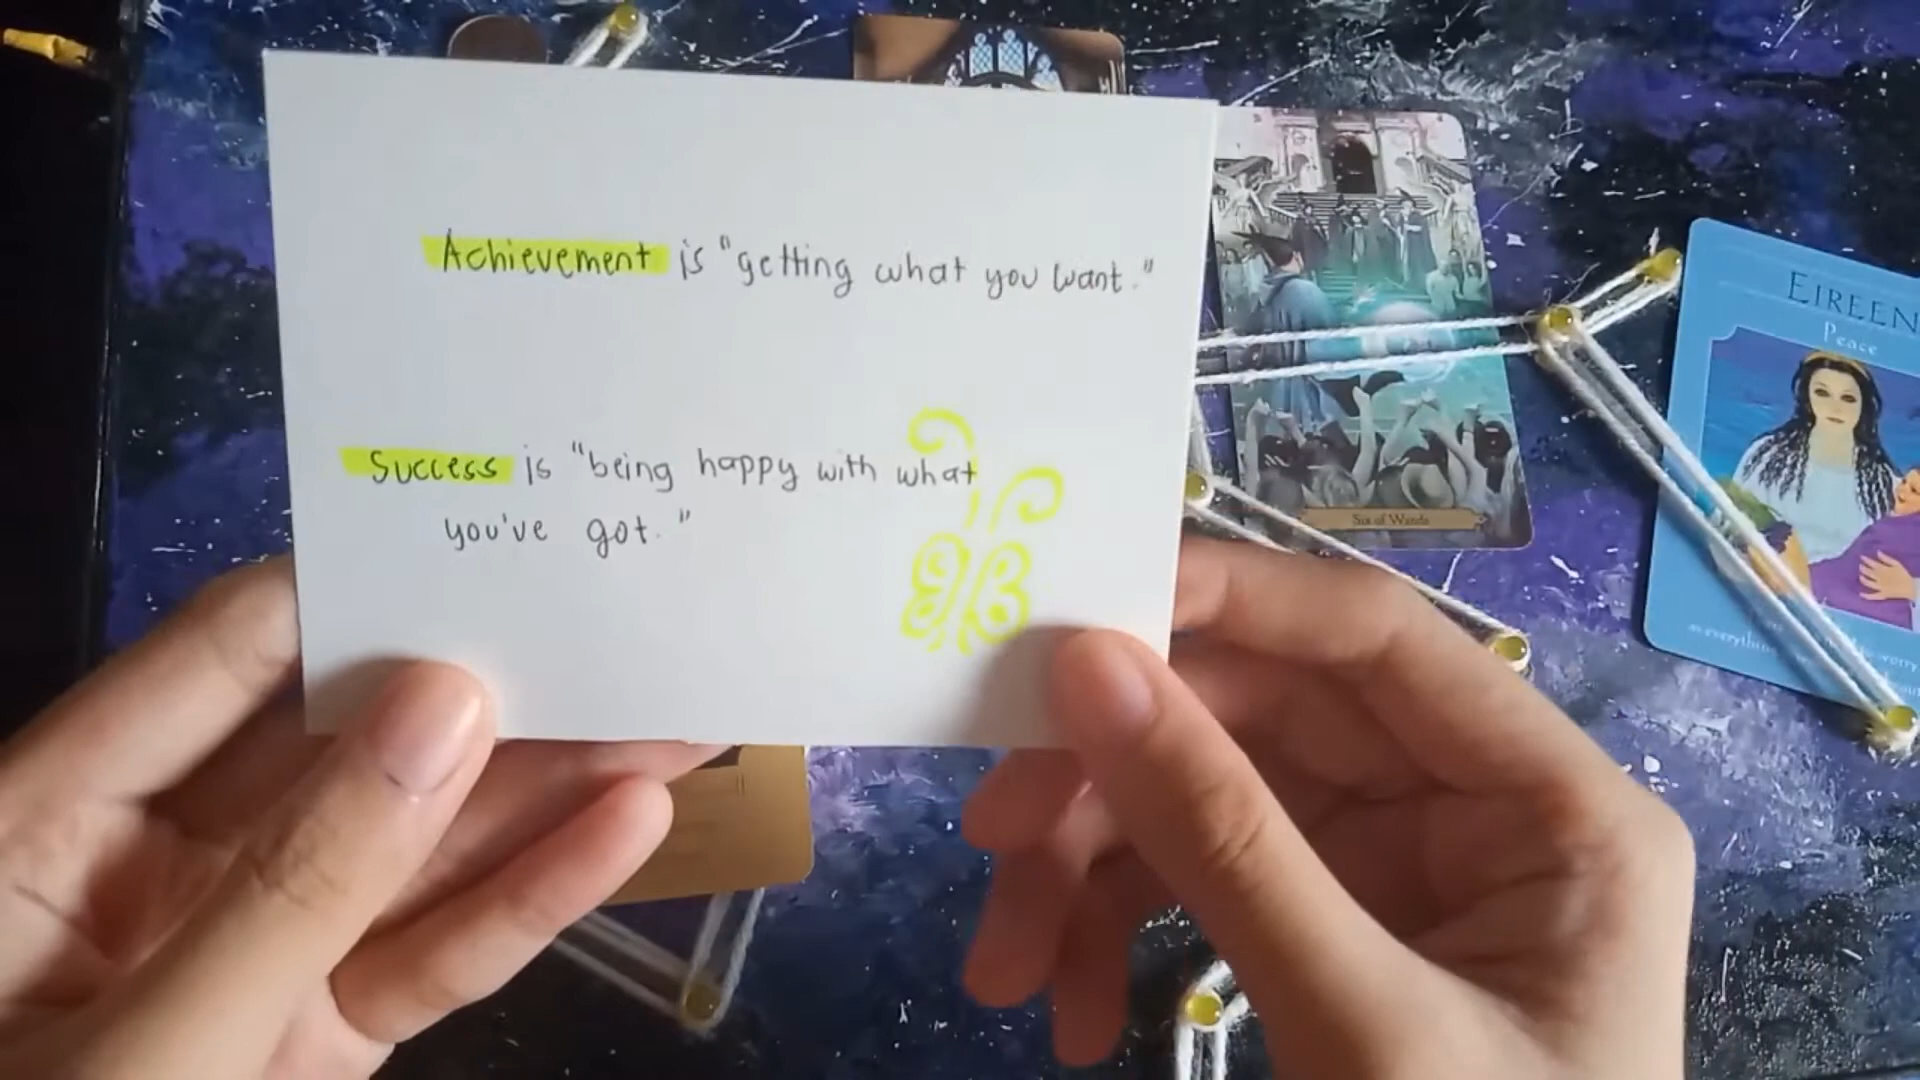 Achievement is "getting what you want."
Success is "being happy with what
you've got."
Six of Wands
EIREEN
Peace